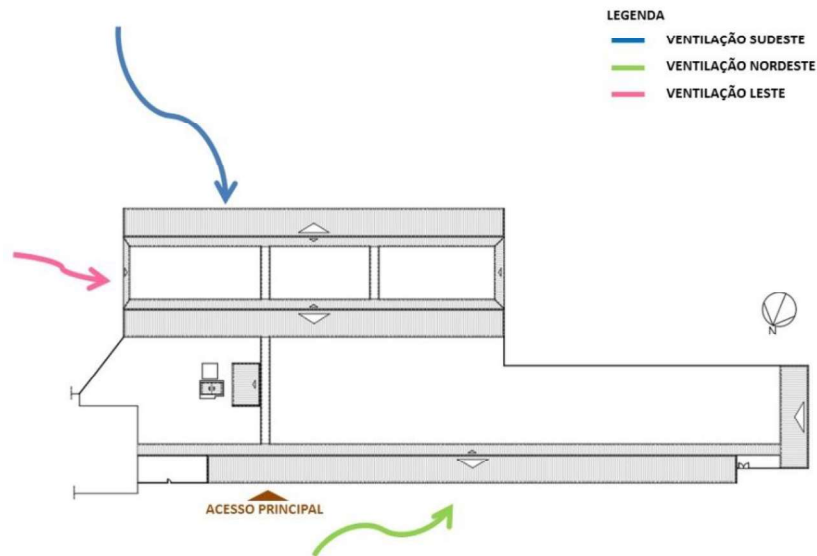 LEGENDA
VENTILAÇÃO SUDESTE
VENTILAÇÃO NORDESTE
VENTILAÇÃO LESTE
N
ACESSO PRINCIPAL